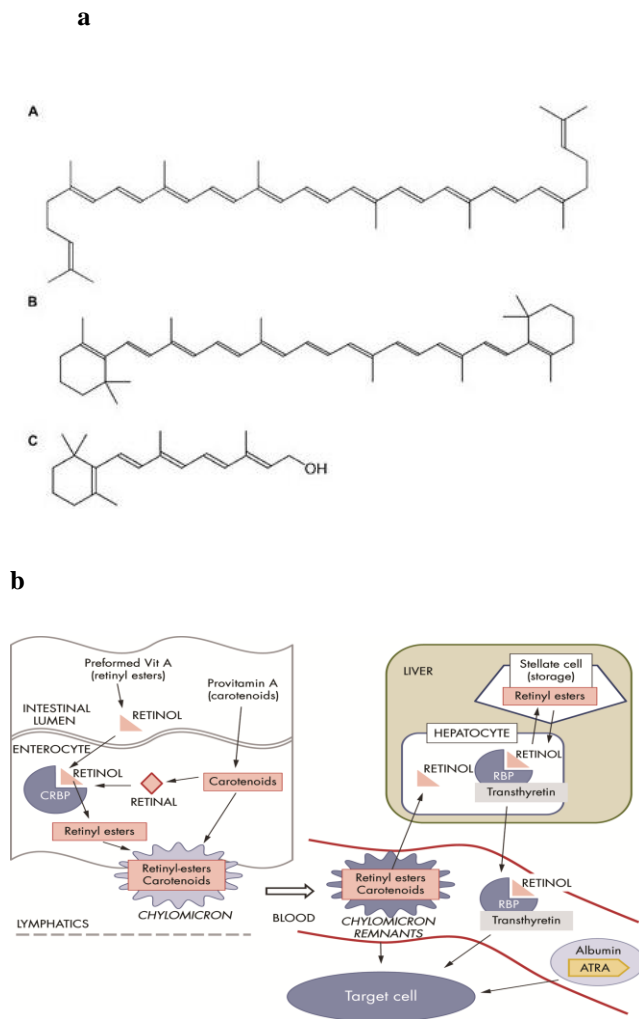 a
A
B
C
OH
b
Preformed Vit A
(retinyl esters)
Provitamin A
(carotenoids)
INTESTINAL
LUMEN
RETINOL
ENTEROCYTE
RETINOL
CRBP
RETINAL
Carotenoids
Retinyl esters
Retinyl-esters
Carotenoids
CHYLOMICRON
LYMPHATICS
LIVER
Stellate cell
(storage)
Retinyl esters
HEPATOCYTE
RETINOL
RETINOL
RBP
Transthyretin
BLOOD
Retinyl esters
Carotenoids
CHYLOMICRON
REMNANTS
RETINOL
RBP
Transthyretin
Albumin
ATRA
Target cell